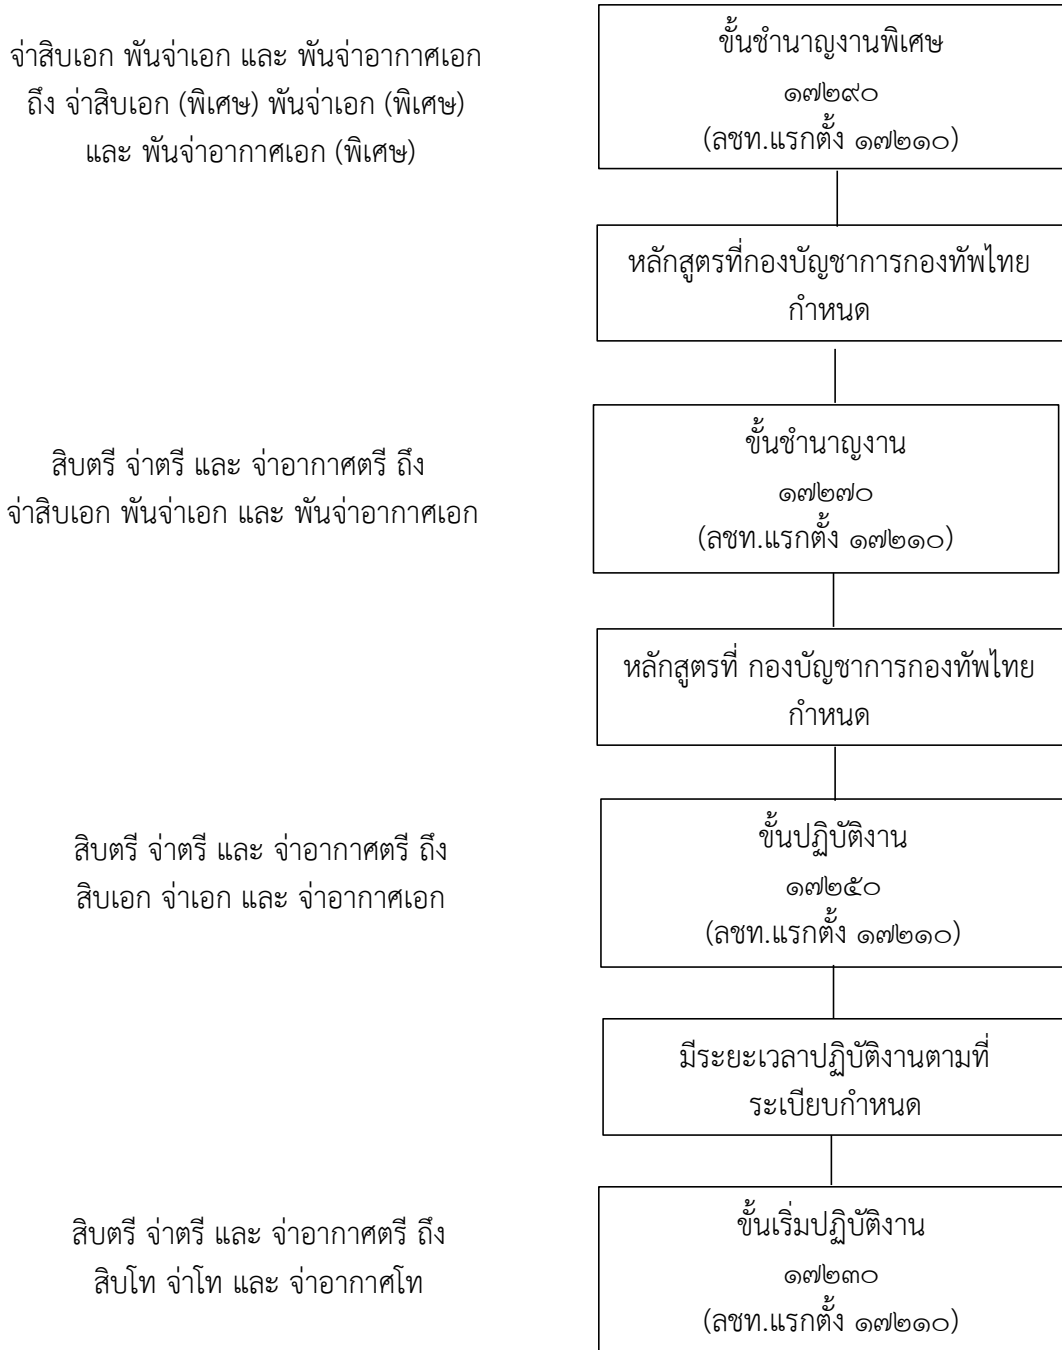 จ่าสิบเอก พันจ่าเอก และ พันจ่าอากาศเอก
ถึง จ่าสิบเอก (พิเศษ) พันจ่าเอก (พิเศษ)
และ พันจ่าอากาศเอก (พิเศษ)
ขั้นชำนาญงานพิเศษ
๑๗๒๙๐
(ลชท.แรกตั้ง ๑๗๒๑๐)
หลักสูตรที่กองบัญชาการกองทัพไทย
กำหนด
สิบตรี จ่าตรี และ จ่าอากาศตรี ถึง
จ่าสิบเอก พันจ่าเอก และ พันจ่าอากาศเอก
ขั้นชำนาญงาน
๑๗๒๗๐
(ลชท.แรกตั้ง ๑๗๒๑๐)
หลักสูตรที่ กองบัญชาการกองทัพไทย
กำหนด
สิบตรี จ่าตรี และ จ่าอากาศตรี ถึง
สิบเอก จ่าเอก และ จ่าอากาศเอก
ขั้นปฏิบัติงาน
๑๗๒๕๐
(ลชท.แรกตั้ง ๑๗๒๑๐)
มีระยะเวลาปฏิบัติงานตามที่
ระเบียบกำหนด
สิบตรี จ่าตรี และ จ่าอากาศตรี ถึง
สิบโท จ่าโท และ จ่าอากาศโท
ขั้นเริ่มปฏิบัติงาน
๑๗๒๓๐
(ลชท.แรกตั้ง ๑๗๒๑๐)